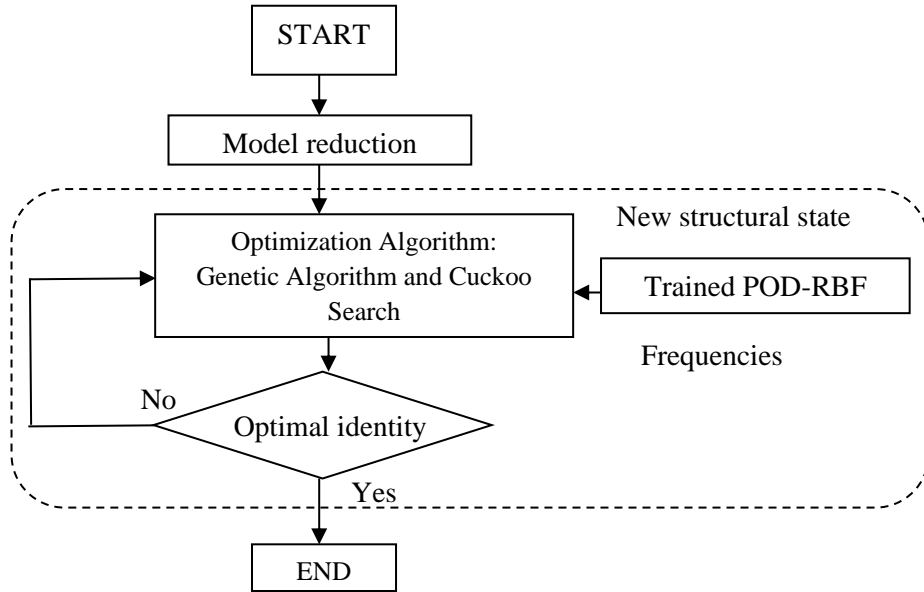 START
Model reduction
New structural state
Optimization Algorithm:
Genetic Algorithm and Cuckoo
Search
Trained POD-RBF
Frequencies
No
Optimal identity
Yes
END